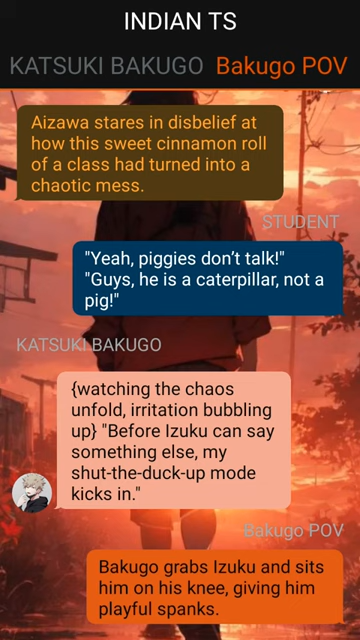 INDIAN TS
KATSUKI BAKUGO Bakugo POV
Aizawa stares in disbelief at
how this sweet cinnamon roll
of a class had turned into a
chaotic mess.
STUDENT
"Yeah, piggies don’t talk!"
"Guys, he is a caterpillar, not a
pig!"
KATSUKI BAKUGO
{watching the chaos
unfold, irritation bubbling
up} "Before Izuku can say
something else, my
shut-the-duck-up mode
kicks in."
Bakugo POV
Bakugo grabs Izuku and sits
him on his knee, giving him
playful spanks.